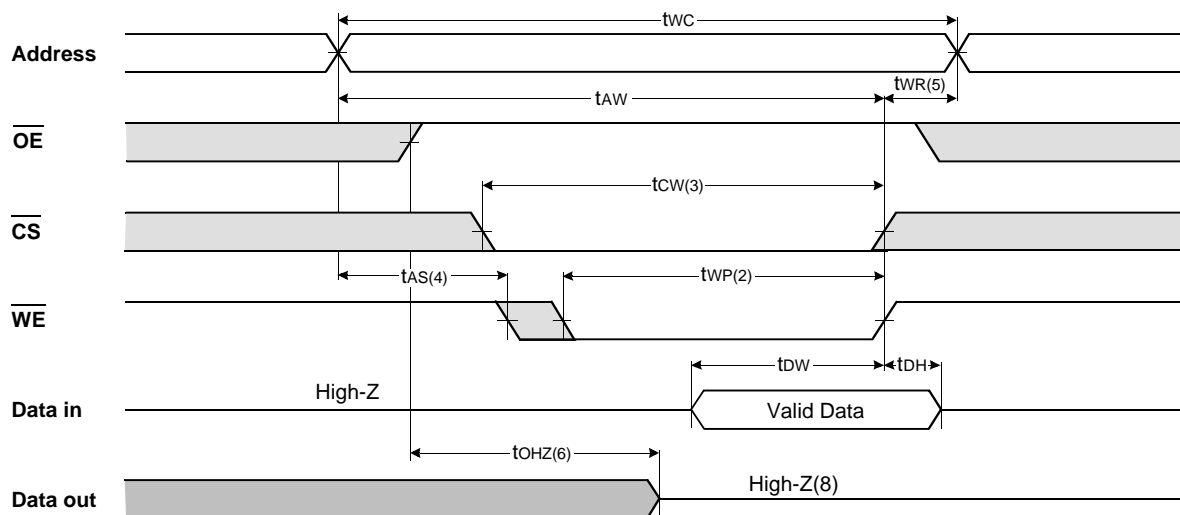 tWC
Address
tWR(5)
tAW
OE
tCW(3)
CS
tAS(4)
tWP(2)
WE
tDW
tDH
High-Z
Data in
Valid Data
tOHZ(6)
High-Z(8)
Data out